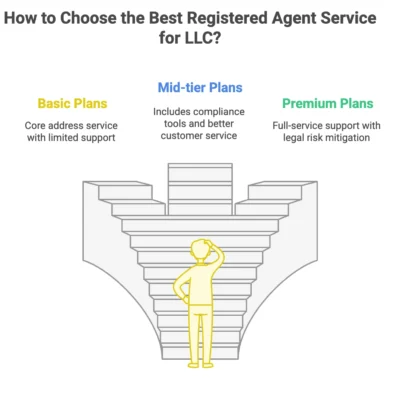 How to Choose the Best Registered Agent Service
for LLC?
Mid-tier Plans
Basic Plans
Premium Plans
Core address service
with limited support
Includes compliance
tools and better
customer service
Full-service support with
legal risk mitigation